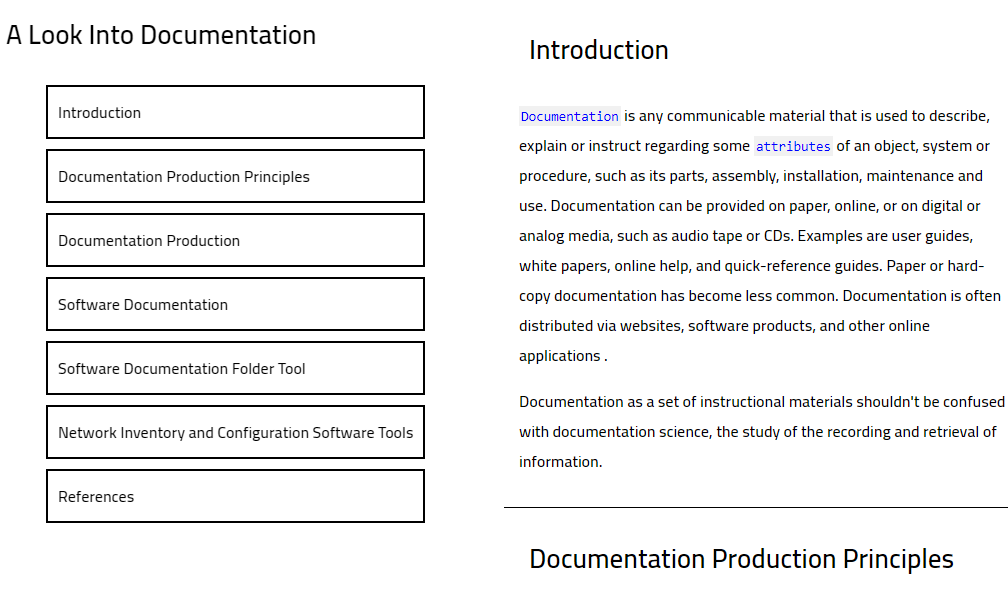 A Look Into Documentation
Introduction
Documentation Production Principles
Documentation Production
Software Documentation
Software Documentation Folder Tool
Network Inventory and Configuration Software Tools
References
Introduction
Documentation is any communicable material that is used to describe,
explain or instruct regarding some attributes of an object, system or
procedure, such as its parts, assembly, installation, maintenance and
use. Documentation can be provided on paper, online, or on digital or
analog media, such as audio tape or CDs. Examples are user guides,
white papers, online help, and quick-reference guides. Paper or hard-
copy documentation has become less common. Documentation is often
distributed via websites, software products, and other online
applications .
Documentation as a set of instructional materials shouldn't be confused
with documentation science, the study of the recording and retrieval of
information.
Documentation Production Principles